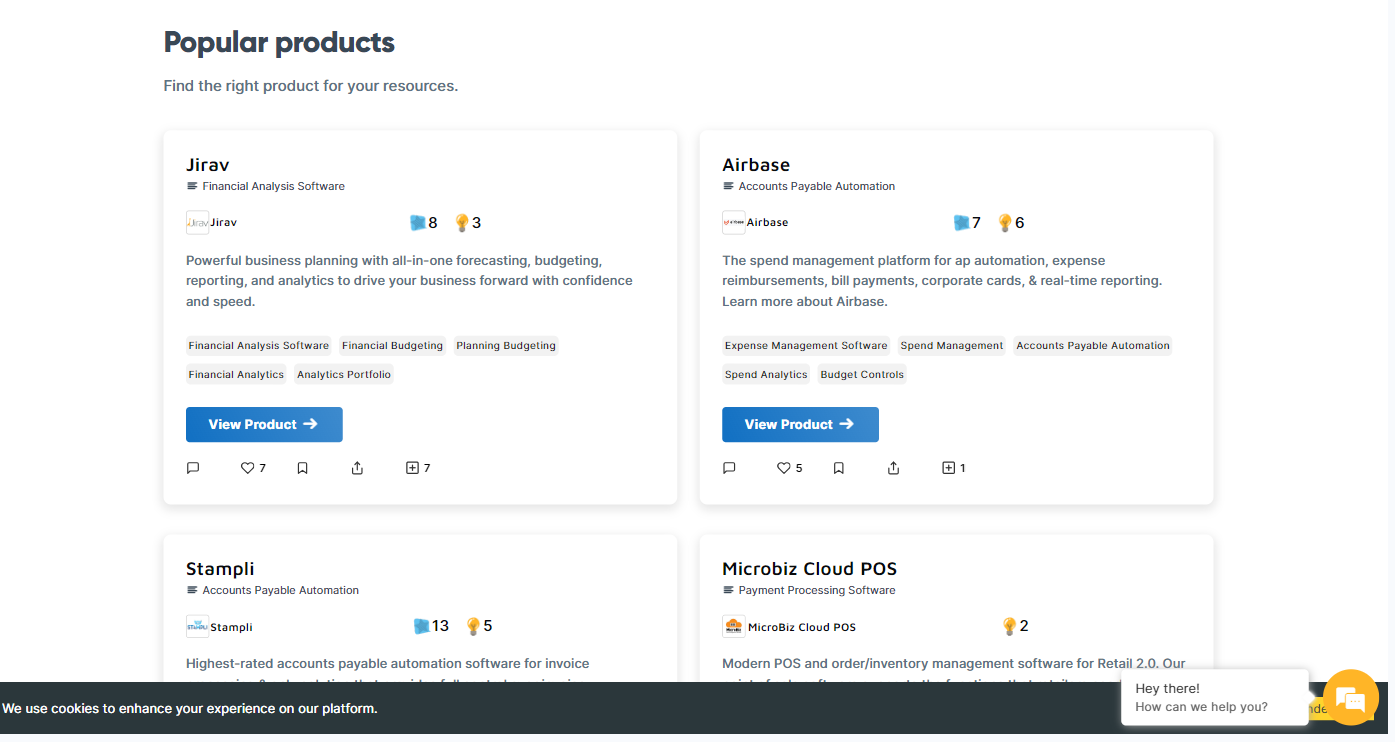 Popular products
Find the right product for your resources.
Jirav
Financial Analysis Software
Jirav Jirav 8 3
Powerful business planning with all-in-one forecasting, budgeting,
reporting, and analytics to drive your business forward with confidence
and speed.
Financial Analysis Software Financial Budgeting Planning Budgeting
Financial Analytics Analytics Portfolio
View Product
7 7
Airbase
Accounts Payable Automation
airbase Airbase 7 6
The spend management platform for ap automation, expense
reimbursements, bill payments, corporate cards, & real-time reporting.
Learn more about Airbase.
Expense Management Software Spend Management Accounts Payable Automation
Spend Analytics Budget Controls
View Product
5 1
Stampli
Accounts Payable Automation
STAMPLI Stampli 13 5
Highest-rated accounts payable automation software for invoice
Microbiz Cloud POS
Payment Processing Software
MicroBiz MicroBiz Cloud POS 2
Modern POS and order/inventory management software for Retail 2.0. Our
We use cookies to enhance your experience on our platform.
Hey there!
How can we help you?